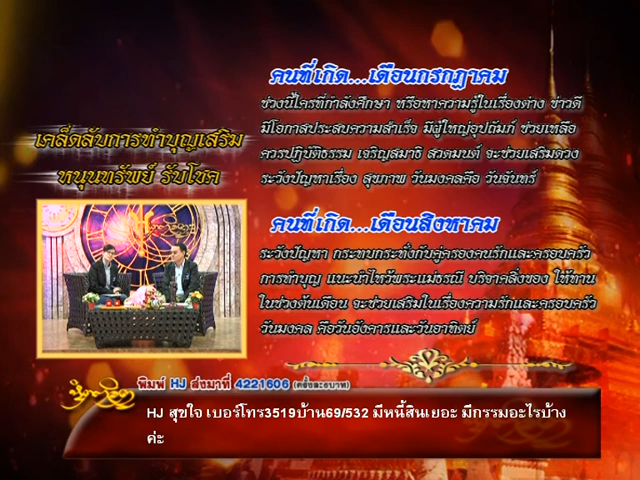 เคล็ดลับการทำบุญเสริม
หนุนทรัพย์ รับโชค
คนที่เกิด...เดือนกรกฎาคม
ช่วงนี้ใครที่กำลังศึกษา หรือหาความรู้ในเรื่องต่าง ข่าวดี
มีโอกาสประสบความสำเร็จ มีผู้ใหญ่อุปถัมภ์ ช่วยเหลือ
ควรปฏิบัติธรรม เจริญสมาธิ สวดมนต์ จะช่วยเสริมดวง
ระวังปัญหาเรื่อง สุขภาพ วันมงคลคือ วันจันทร์
คนที่เกิด...เดือนสิงหาคม
ระวังปัญหา กระทบกระทั่งกับคู่ครองคนรักและครอบครัว
การทำบุญ แนะนำไหว้พระแม่ธรณี บริจาคสิ่งของ ให้ทาน
ในช่วงต้นเดือน จะช่วยเสริมในเรื่องความรักและครอบครัว
วันมงคล คือวันอังคารและวันอาทิตย์
พิมพ์ HJ ส่งมาที่ 4221606 (ครั้งละ๑บาท)
HJ สุขใจ เบอร์โทร3519บ้าน69/532 มีหนี้สินเยอะ มีกรรมอะไรบ้าง
ค่ะ